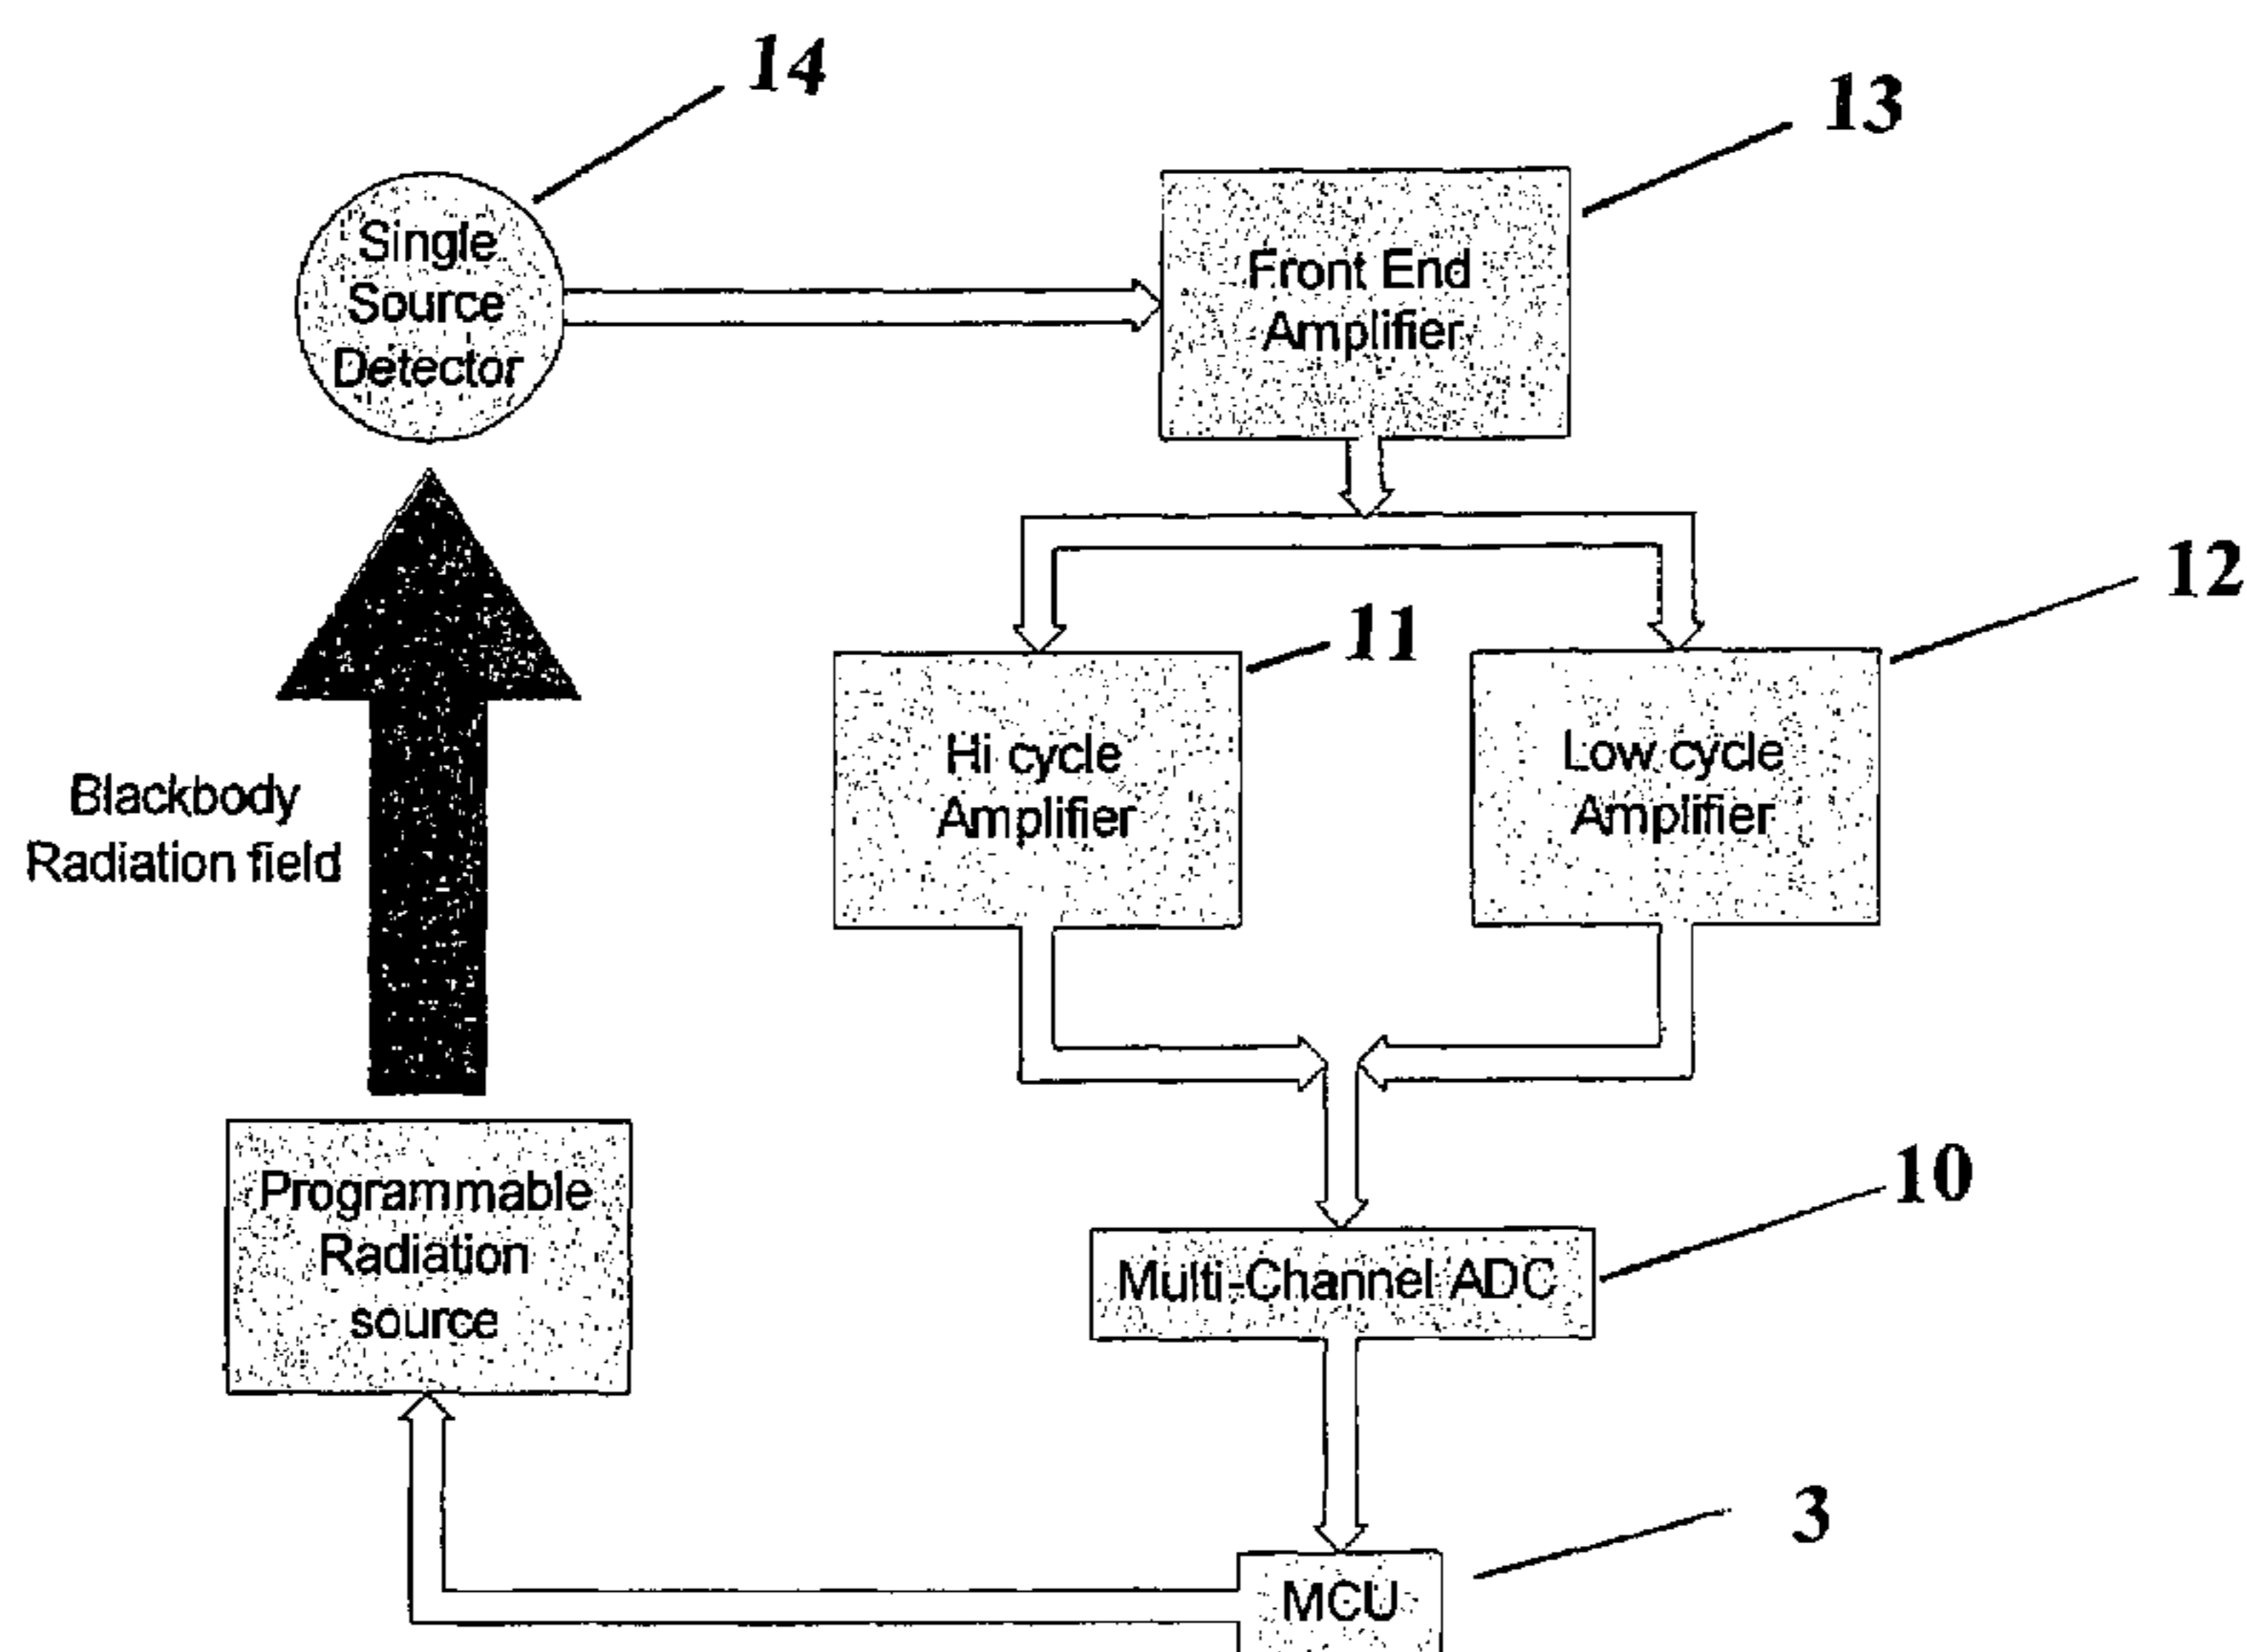 14
13
Single
Source
Detector
Front End
Amplifier
12
11
Hi cycle
Amplifier
Low cycle
Amplifier
Blackbody
Radiation field
10
Programmable
Radiation
source
Multi-Channel ADC
3
MCU